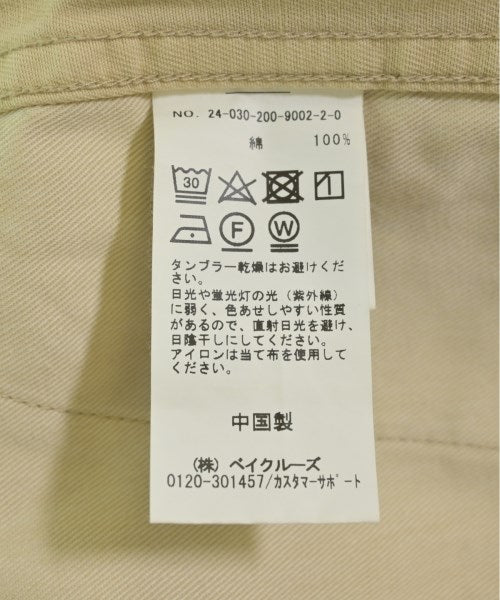 NO. 24-030-200-9002-2-0
綿 100%
30
F W
タンブラー乾燥はお避けくだ
さい。
日光や蛍光灯の光（紫外線）
に弱く、色あせしやすい性質
があるので、直射日光を避け、
日陰干しにしてください。
アイロンは当て布を使用して
ください。
中国製
（株）ベイクルーズ
0120-301457/カスタマーサポート